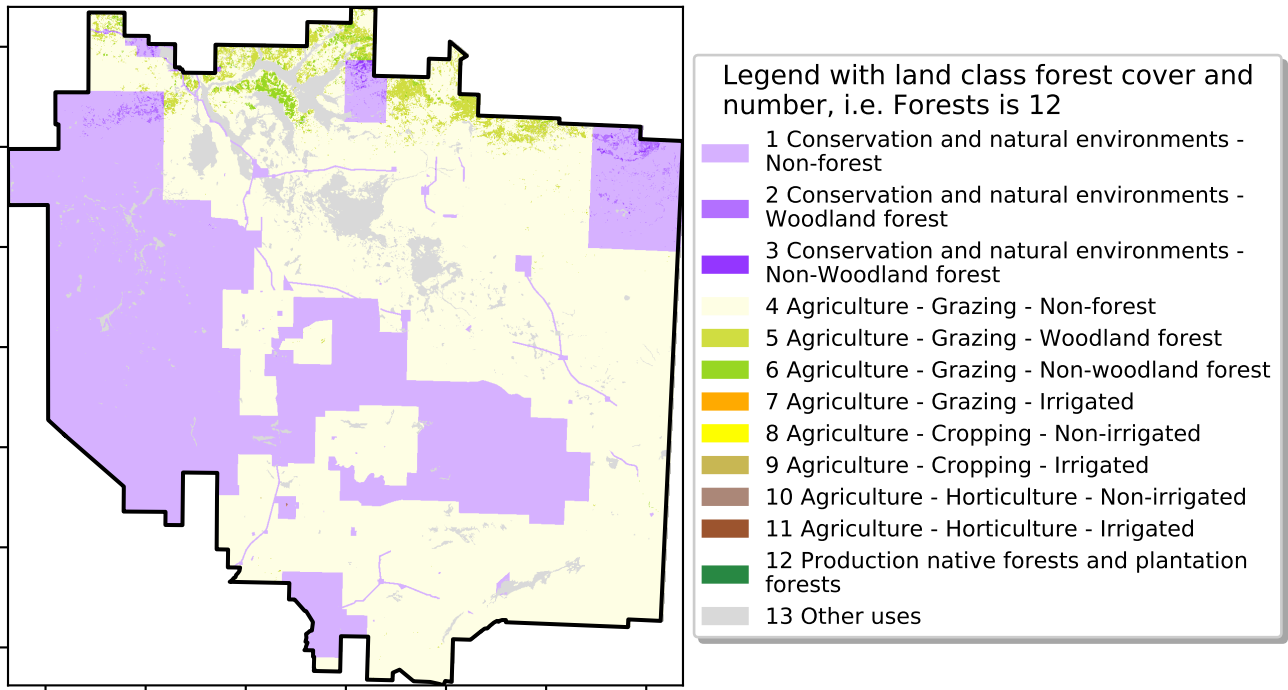 Legend with land class forest cover and
number, i.e. Forests is 12
1 Conservation and natural environments -
Non-forest
2 Conservation and natural environments -
Woodland forest
3 Conservation and natural environments -
Non-Woodland forest
4 Agriculture - Grazing - Non-forest
5 Agriculture - Grazing - Woodland forest
6 Agriculture - Grazing - Non-woodland forest
7 Agriculture - Grazing - Irrigated
8 Agriculture - Cropping - Non-irrigated
9 Agriculture - Cropping - Irrigated
10 Agriculture - Horticulture - Non-irrigated
11 Agriculture - Horticulture - Irrigated
12 Production native forests and plantation
forests
13 Other uses